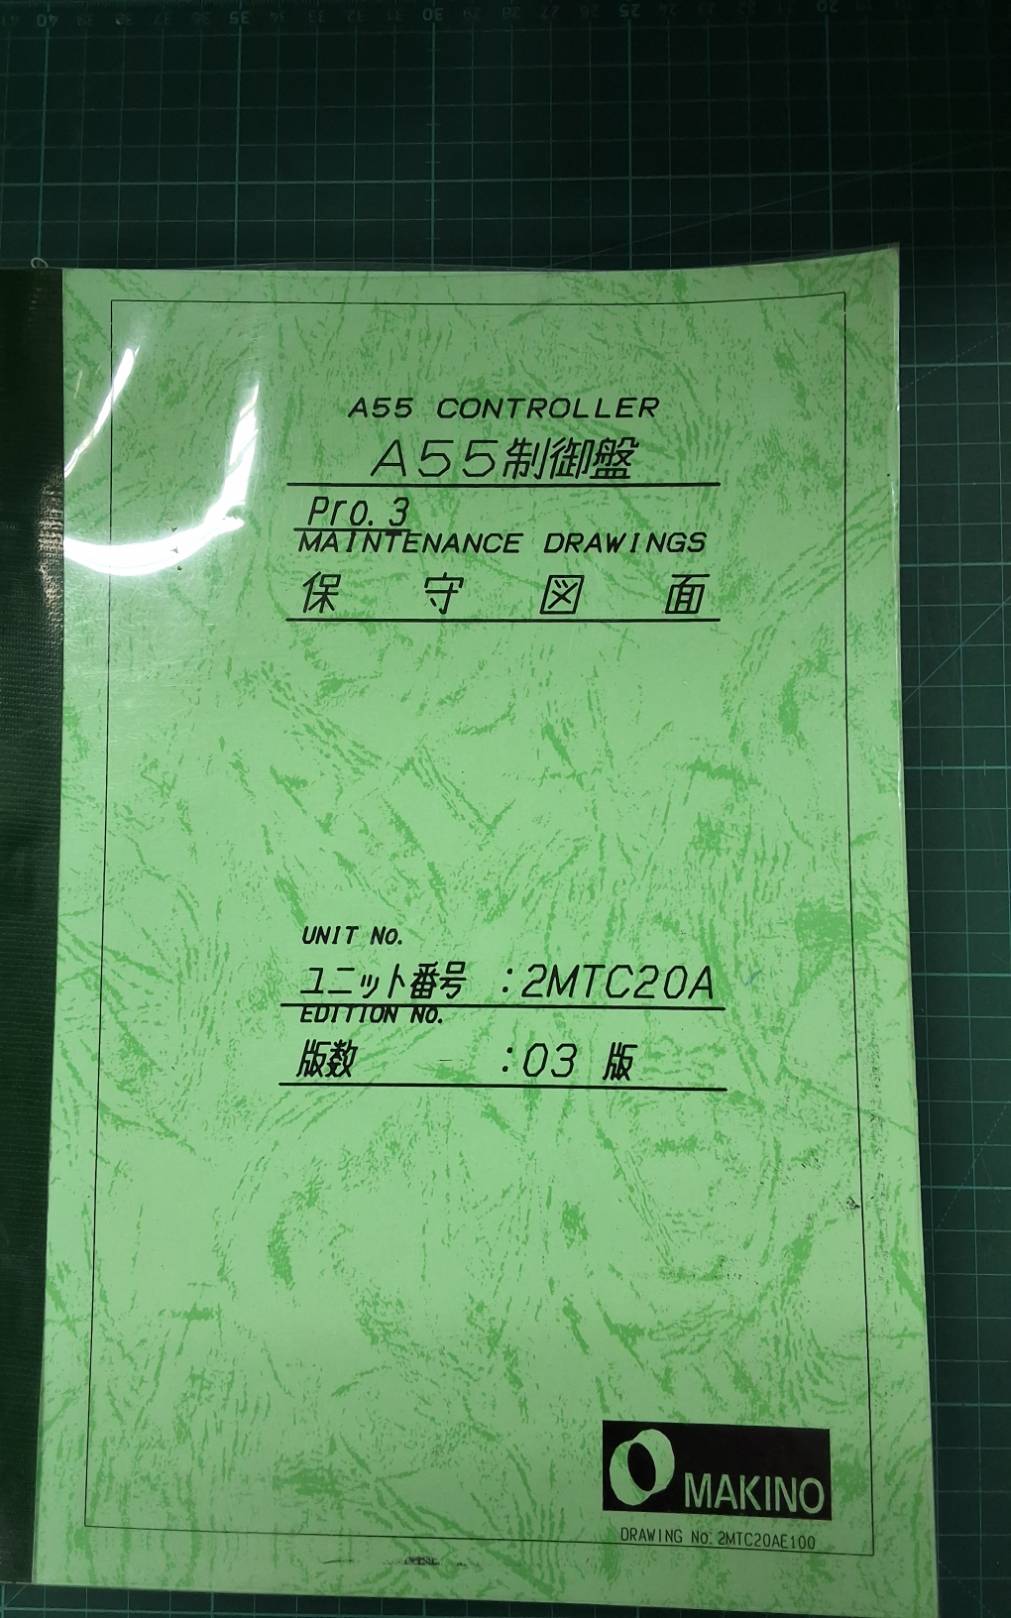 A55 CONTROLLER
A55制御盤
Pro.3
MAINTENANCE DRAWINGS
保守図面
UNIT No.
ユニット番号 :2MTC20A
EDITION NO.
版数 :03 版
MAKINO
DRAWING No. 2MTC20AE100